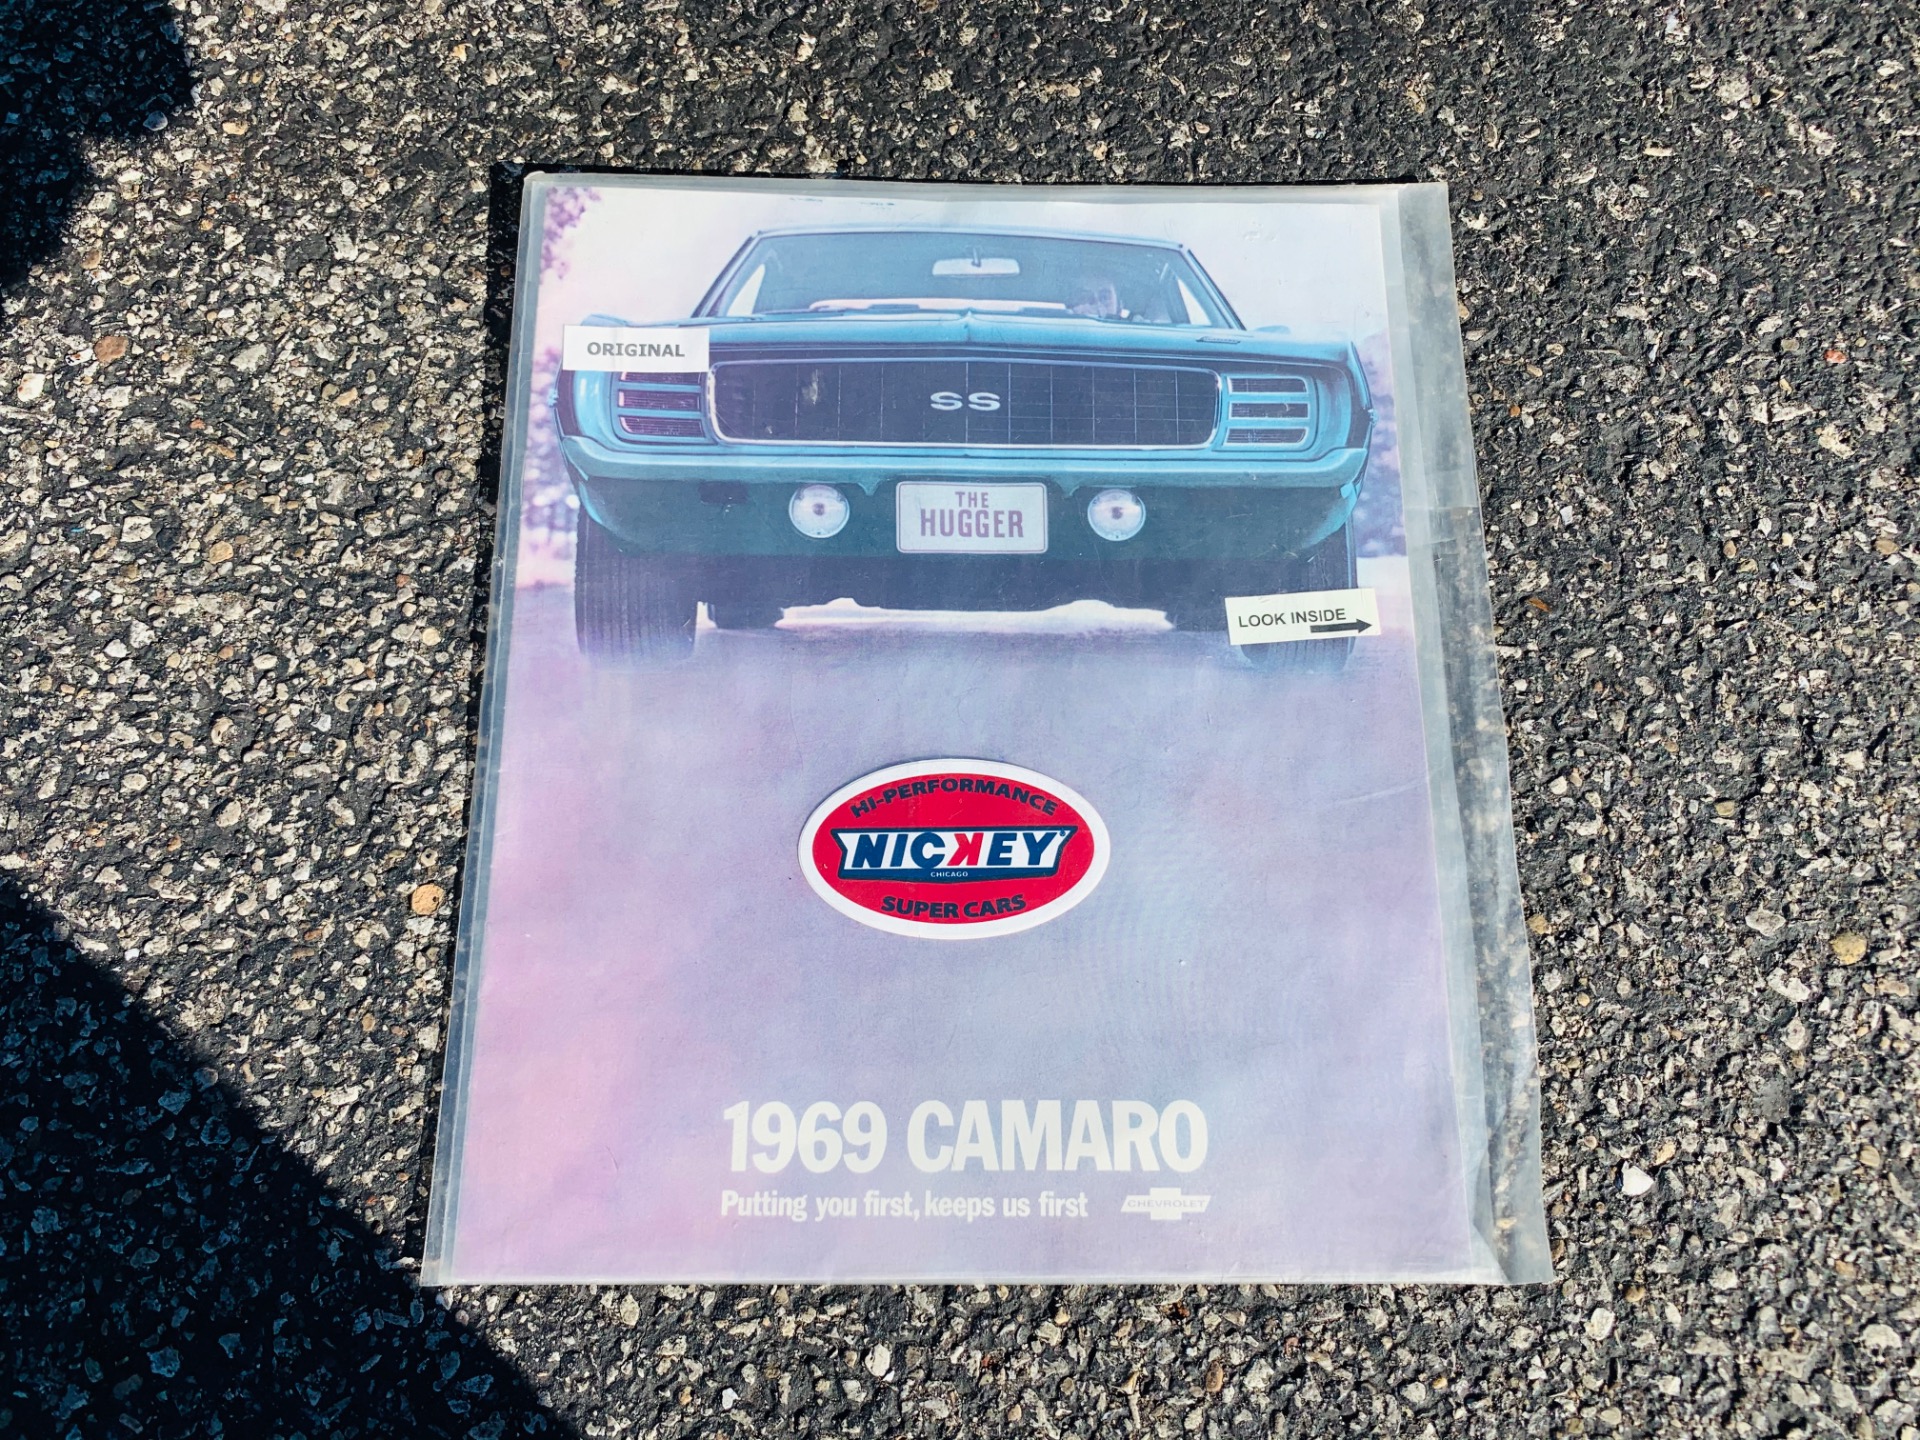 ORIGINAL
SS
THE
HUGGER
LOOK INSIDE
HI-PERFORMANCE
NICKEY
CHICAGO
SUPER CARS
1969 CAMARO
Putting you first, keeps us first
CHEVROLET